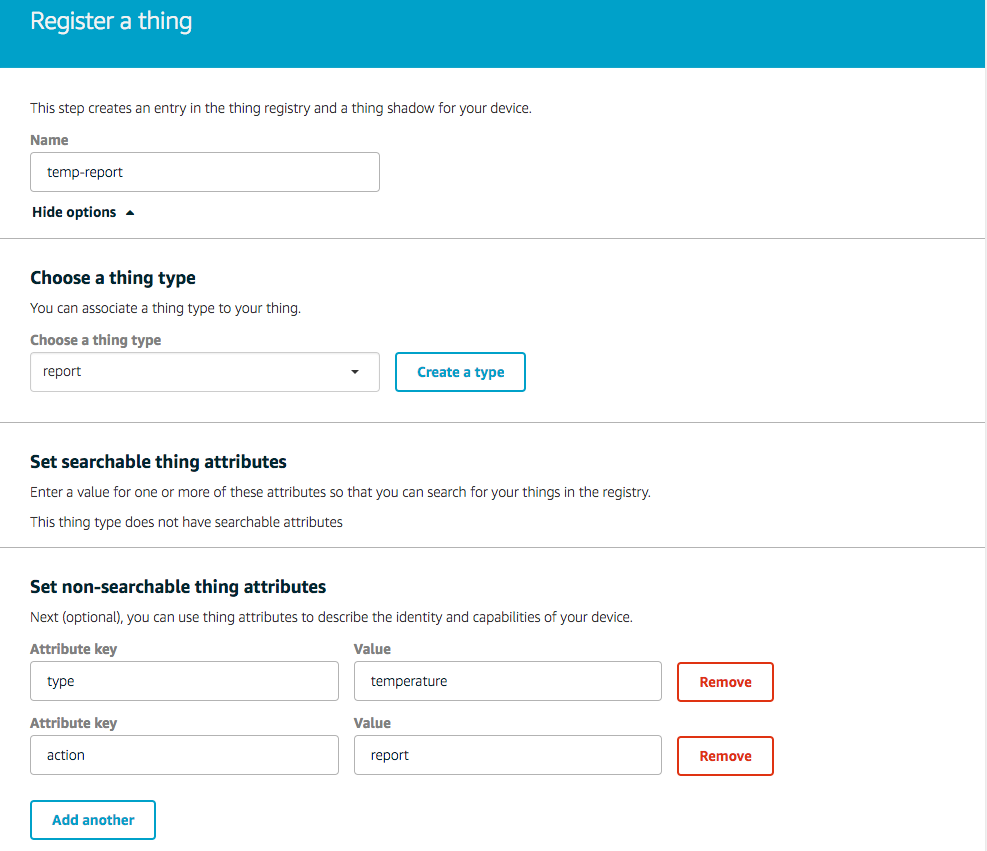 Register a thing
This step creates an entry in the thing registry and a thing shadow for your device.
Name
temp-report
Hide options
Choose a thing type
You can associate a thing type to your thing.
Choose a thing type
report
Create a type
Set searchable thing attributes
Enter a value for one or more of these attributes so that you can search for your things in the registry.
This thing type does not have searchable attributes
Set non-searchable thing attributes
Next (optional), you can use thing attributes to describe the identity and capabilities of your device.
Attribute key Value
type temperature Remove
Attribute key Value
action report Remove
Add another